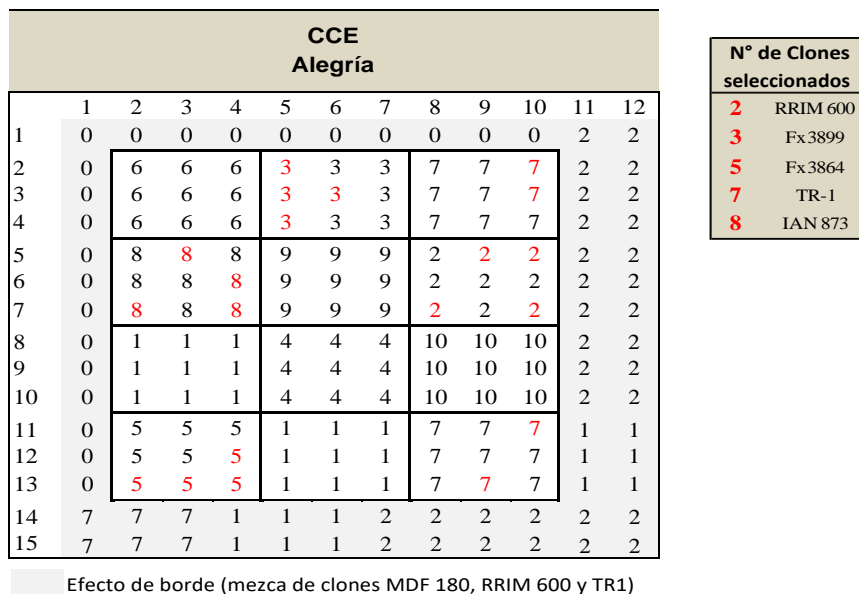 CCE
Alegría
1 2 3 4 5 6 7 8 9 10 11 12
1 0 0 0 0 0 0 0 0 0 0 2 2
2 0 6 6 6 3 3 3 7 7 7 2 2
3 0 6 6 6 3 3 3 7 7 7 2 2
4 0 6 6 6 3 3 3 7 7 7 2 2
5 0 8 8 8 9 9 9 2 2 2 2 2
6 0 8 8 8 9 9 9 2 2 2 2 2
7 0 8 8 8 9 9 9 2 2 2 2 2
8 0 1 1 1 4 4 4 10 10 10 2 2
9 0 1 1 1 4 4 4 10 10 10 2 2
10 0 1 1 1 4 4 4 10 10 10 2 2
11 0 5 5 5 1 1 1 7 7 7 1 1
12 0 5 5 5 1 1 1 7 7 7 1 1
13 0 5 5 5 1 1 1 7 7 7 1 1
14 7 7 7 1 1 1 2 2 2 2 2 2
15 7 7 7 1 1 1 2 2 2 2 2 2
Efecto de borde (mezca de clones MDF 180, RRIM 600 y TR1)
N° de Clones
seleccionados
2 RRIM 600
3 Fx3899
5 Fx3864
7 TR-1
8 IAN 873